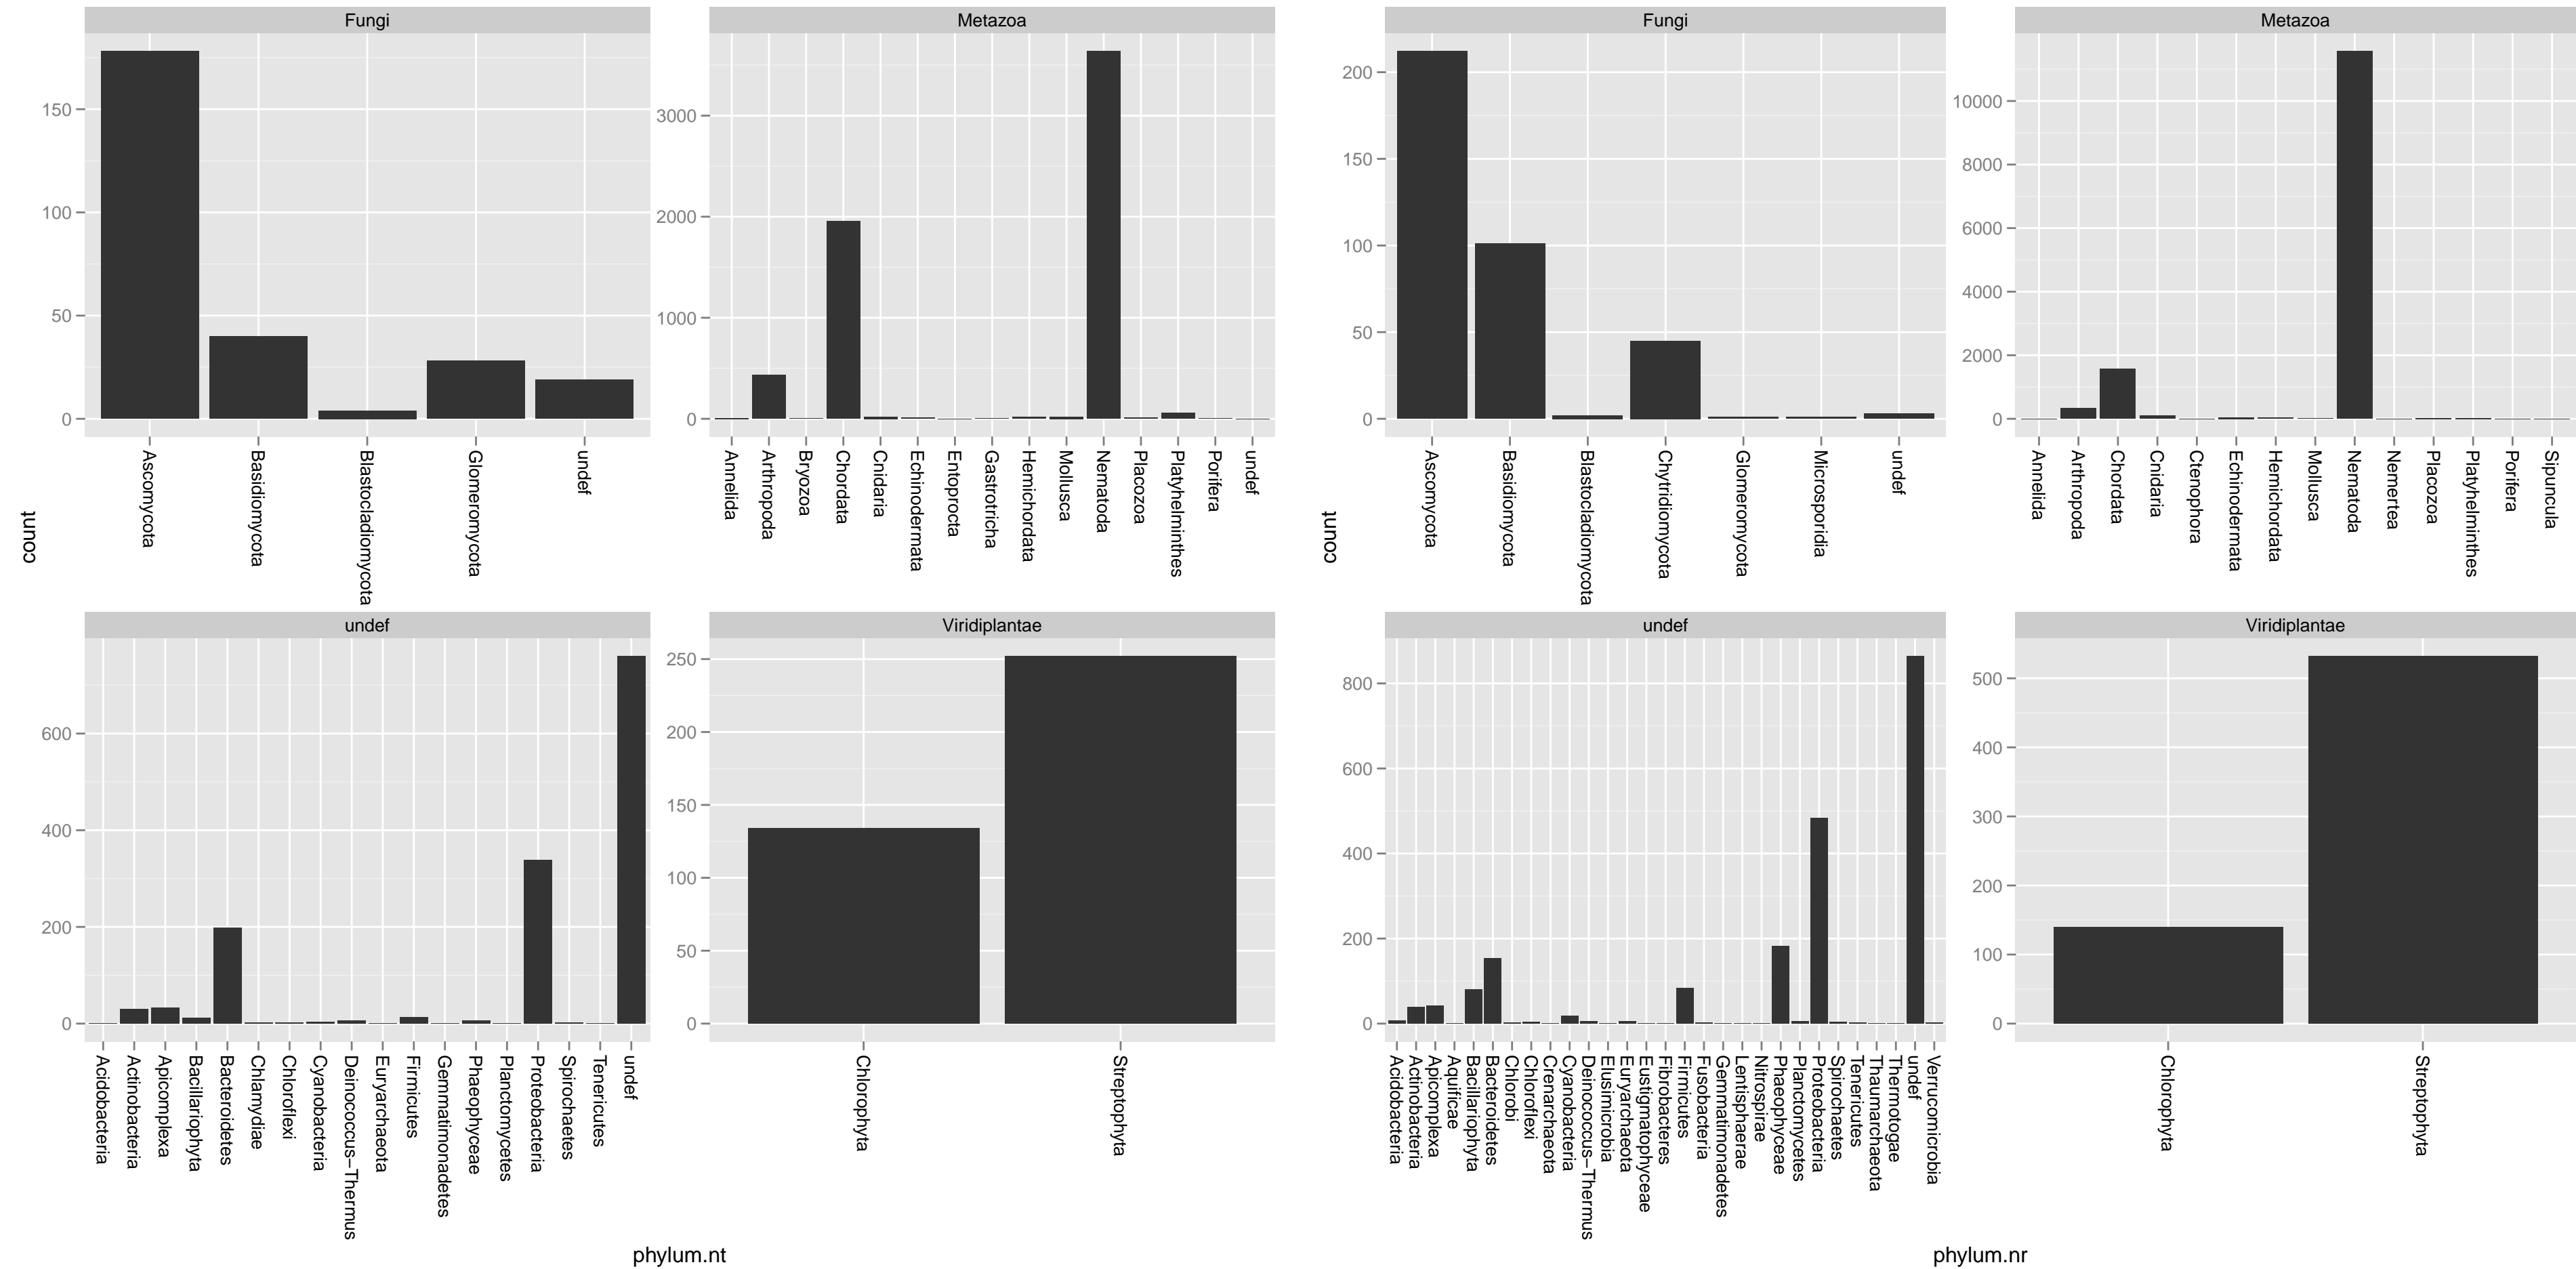 Fungi
150
100
50
0
Ascomycota
Basidiomycota
Blastocladiomycota
Glomeromycota
undef
Metazoa
3000
2000
1000
0
Annelida
Arthropoda
Bryozoa
Chordata
Cnidaria
Echinodermata
Entoprocta
Gastrotricha
Hemichordata
Mollusca
Nematoda
Placozoa
Platyhelminthes
Porifera
undef
count
undef
600
400
200
0
Acidobacteria
Actinobacteria
Apicomplexa
Bacillariophyta
Bacteroidetes
Chlamydiae
Chloroflexi
Cyanobacteria
Deinococcus−Thermus
Euryarchaeota
Firmicutes
Gemmatimonadetes
Phaeophyceae
Planctomycetes
Proteobacteria
Spirochaetes
Tenericutes
undef
Viridiplantae
250
200
150
100
50
0
Chlorophyta
Streptophyta
phylum.nt
Fungi
200
150
100
50
0
Ascomycota
Basidiomycota
Blastocladiomycota
Chytridiomycota
Glomeromycota
Microsporidia
undef
Metazoa
10000
8000
6000
4000
2000
0
Annelida
Arthropoda
Chordata
Cnidaria
Ctenophora
Echinodermata
Hemichordata
Mollusca
Nematoda
Nemertea
Placozoa
Platyhelminthes
Porifera
Sipuncula
count
undef
800
600
400
200
0
Acidobacteria
Actinobacteria
Apicomplexa
Aquificae
Bacillariophyta
Bacteroidetes
Chlorobi
Chloroflexi
Crenarchaeota
Cyanobacteria
Deinococcus−Thermus
Elusimicrobia
Euryarchaeota
Eustigmatophyceae
Fibrobacteres
Firmicutes
Fusobacteria
Gemmatimonadetes
Lentisphaerae
Nitrospirae
Phaeophyceae
Planctomycetes
Proteobacteria
Spirochaetes
Tenericutes
Thaumarchaeota
Thermotogae
undef
Verrucomicrobia
Viridiplantae
500
400
300
200
100
0
Chlorophyta
Streptophyta
phylum.nr